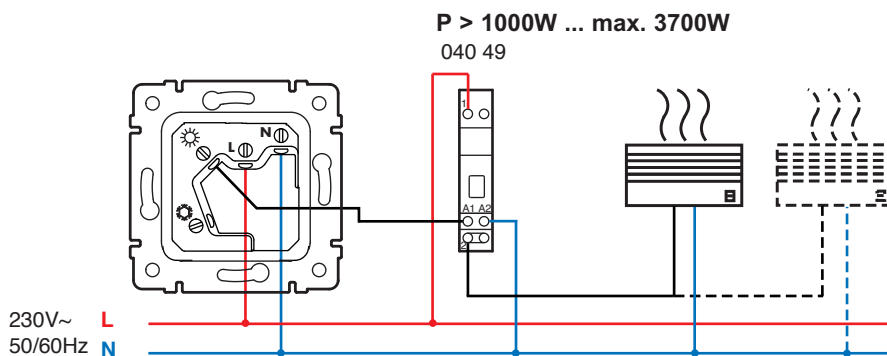 P > 1000W ... max. 3700W
040 49
1
N
L
A1 A2
2
230V~ L
50/60Hz N